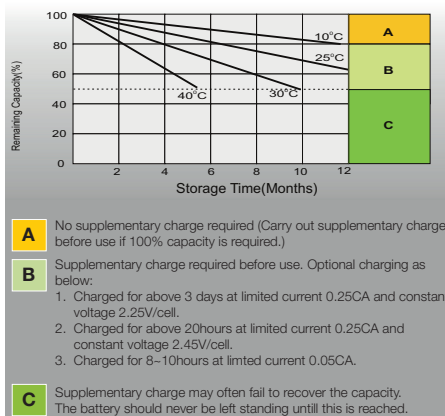 Remaining Capacity(%)
100
80
60
40
20
0
10°C
25°C
30°C
40°C
A
B
C
2
4
6
8
10
12
Storage Time(Months)
A
No supplementary charge required (Carry out supplementary charge
before use if 100% capacity is required.)
B
Supplementary charge required before use. Optional charging as
below:
1. Charged for above 3 days at limited current 0.25CA and constan
voltage 2.25V/cell.
2. Charged for above 20hours at limited current 0.25CA and
constant voltage 2.45V/cell.
3. Charged for 8~10hours at limted current 0.05CA.
C
Supplementary charge may often fail to recover the capacity.
The battery should never be left standing untill this is reached.